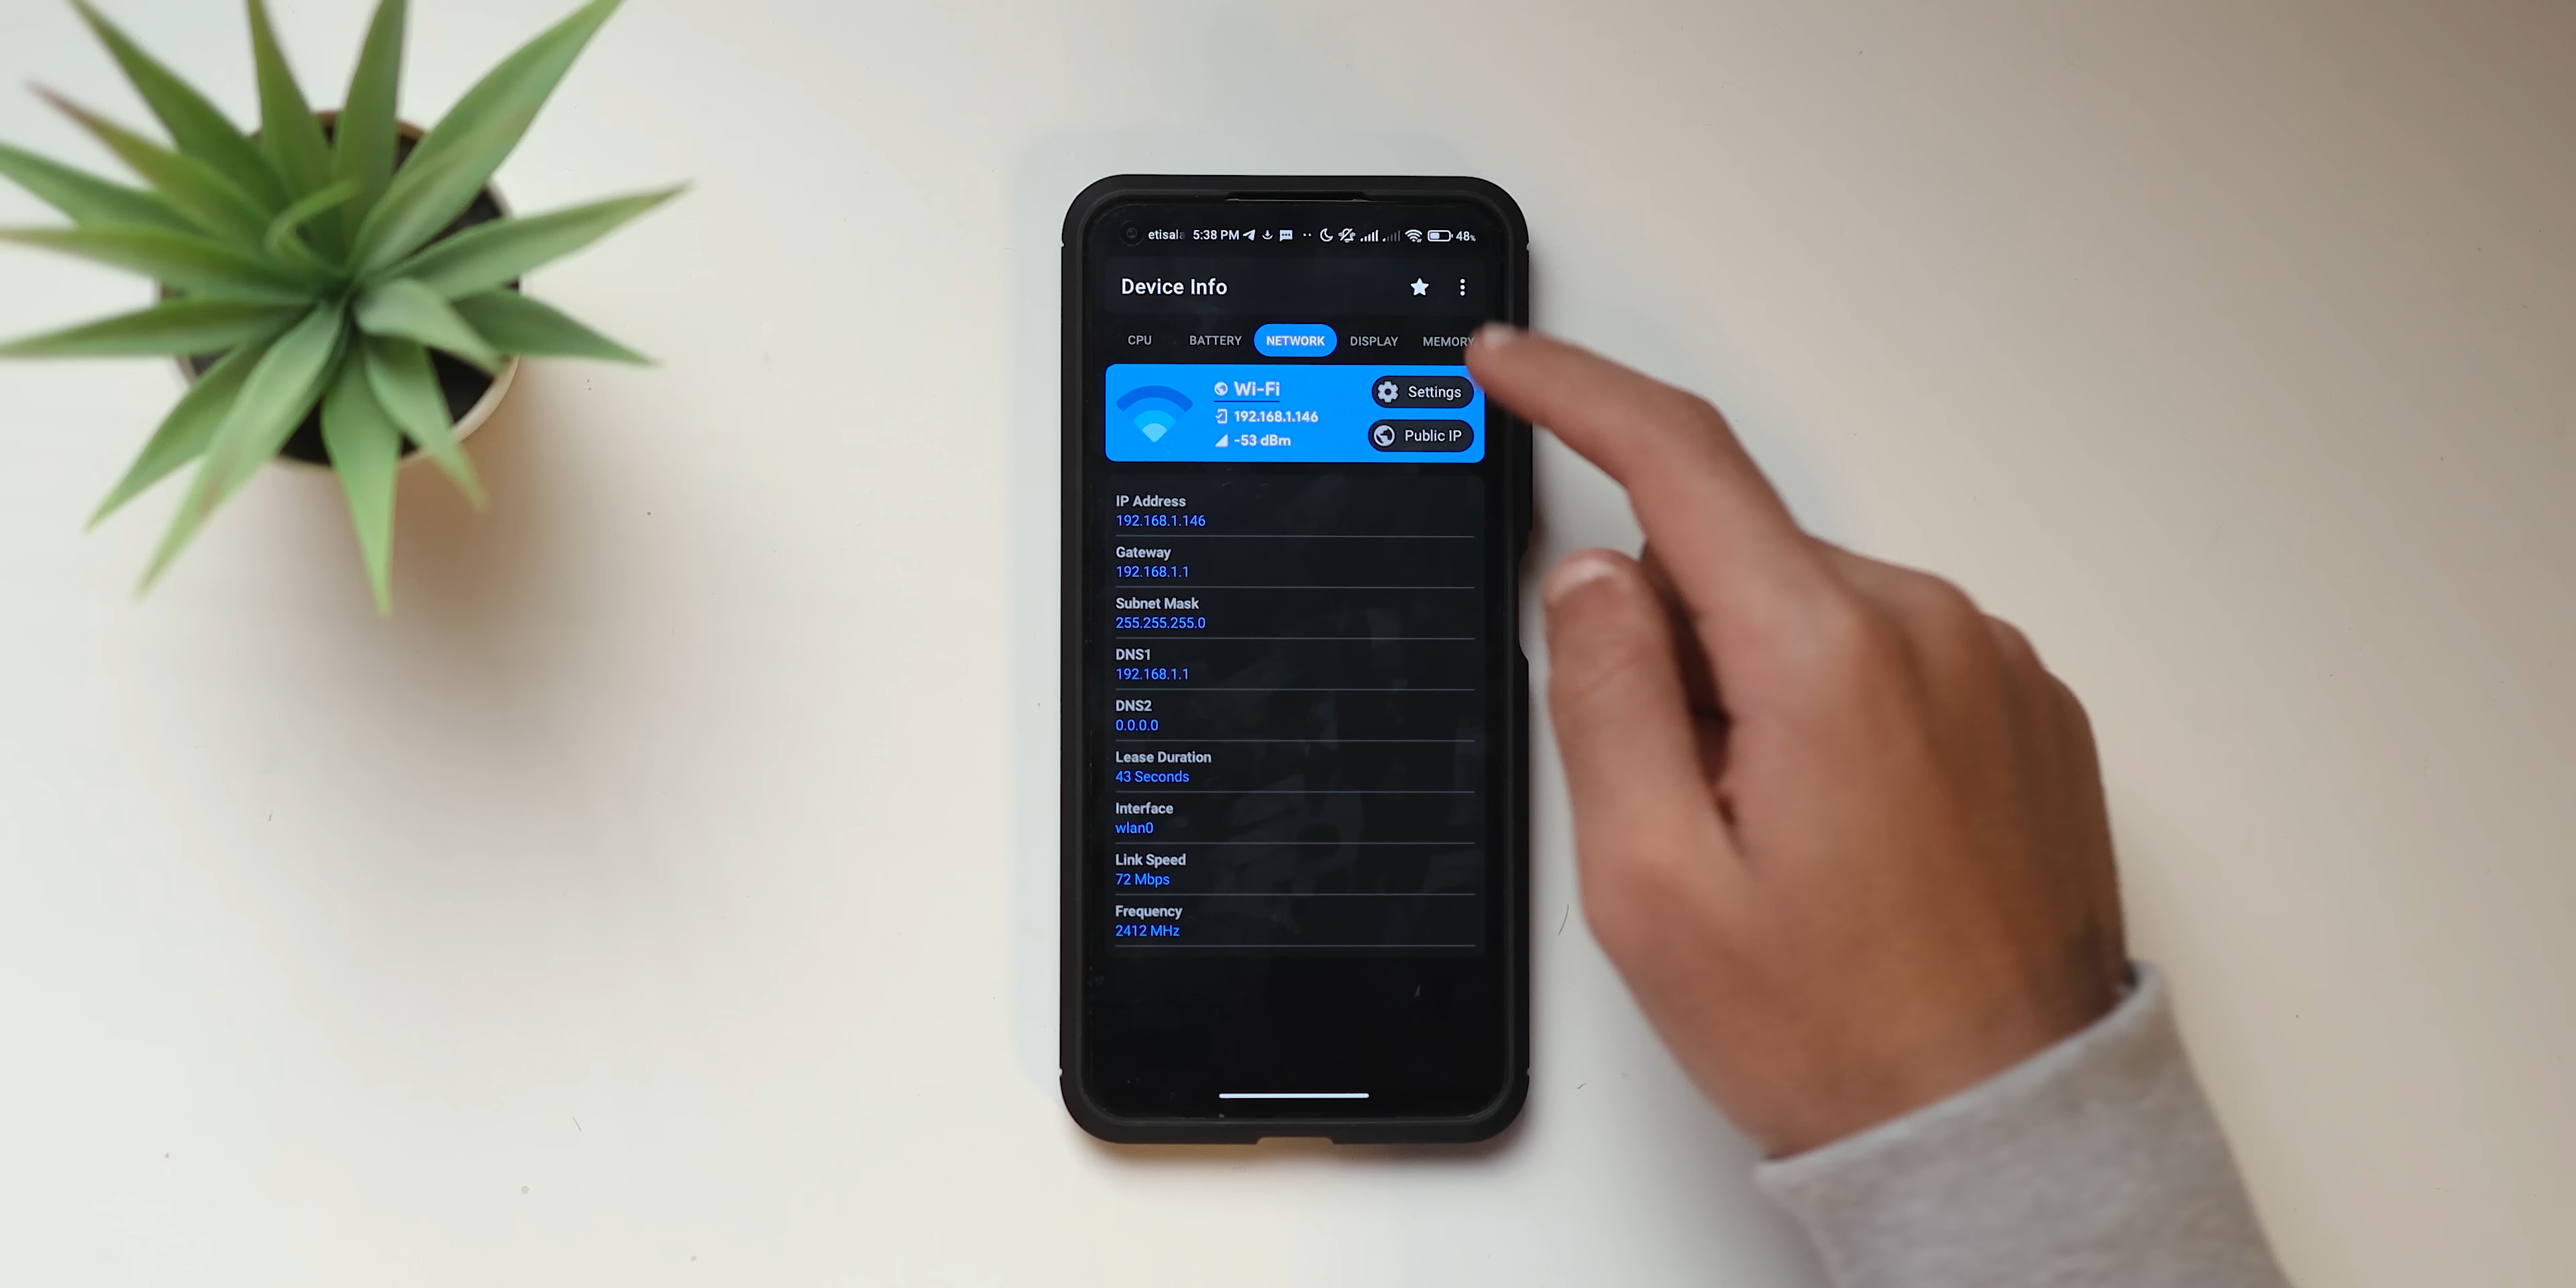 etisala 5:38 PM 48%
Device Info
CPU BATTERY NETWORK DISPLAY MEMORY
Wi-Fi
192.168.1.146
-53 dBm
Settings
Public IP
IP Address
192.168.1.146
Gateway
192.168.1.1
Subnet Mask
255.255.255.0
DNS1
192.168.1.1
DNS2
0.0.0.0
Lease Duration
43 Seconds
Interface
wlan0
Link Speed
72 Mbps
Frequency
2412 MHz